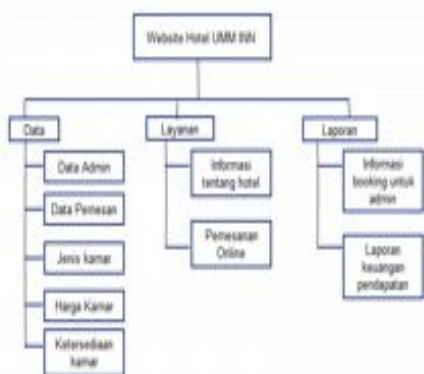 Website Hotel UMM INN
Data
Layanan
Laporan
Data Admin
Data Pemesan
Jenis kamar
Harga Kamar
Ketersediaan
kamar
Informasi
tentang hotel
Pemesanan
Online
Informasi
booking untuk
admin
Laporan
keuangan
pendapatan